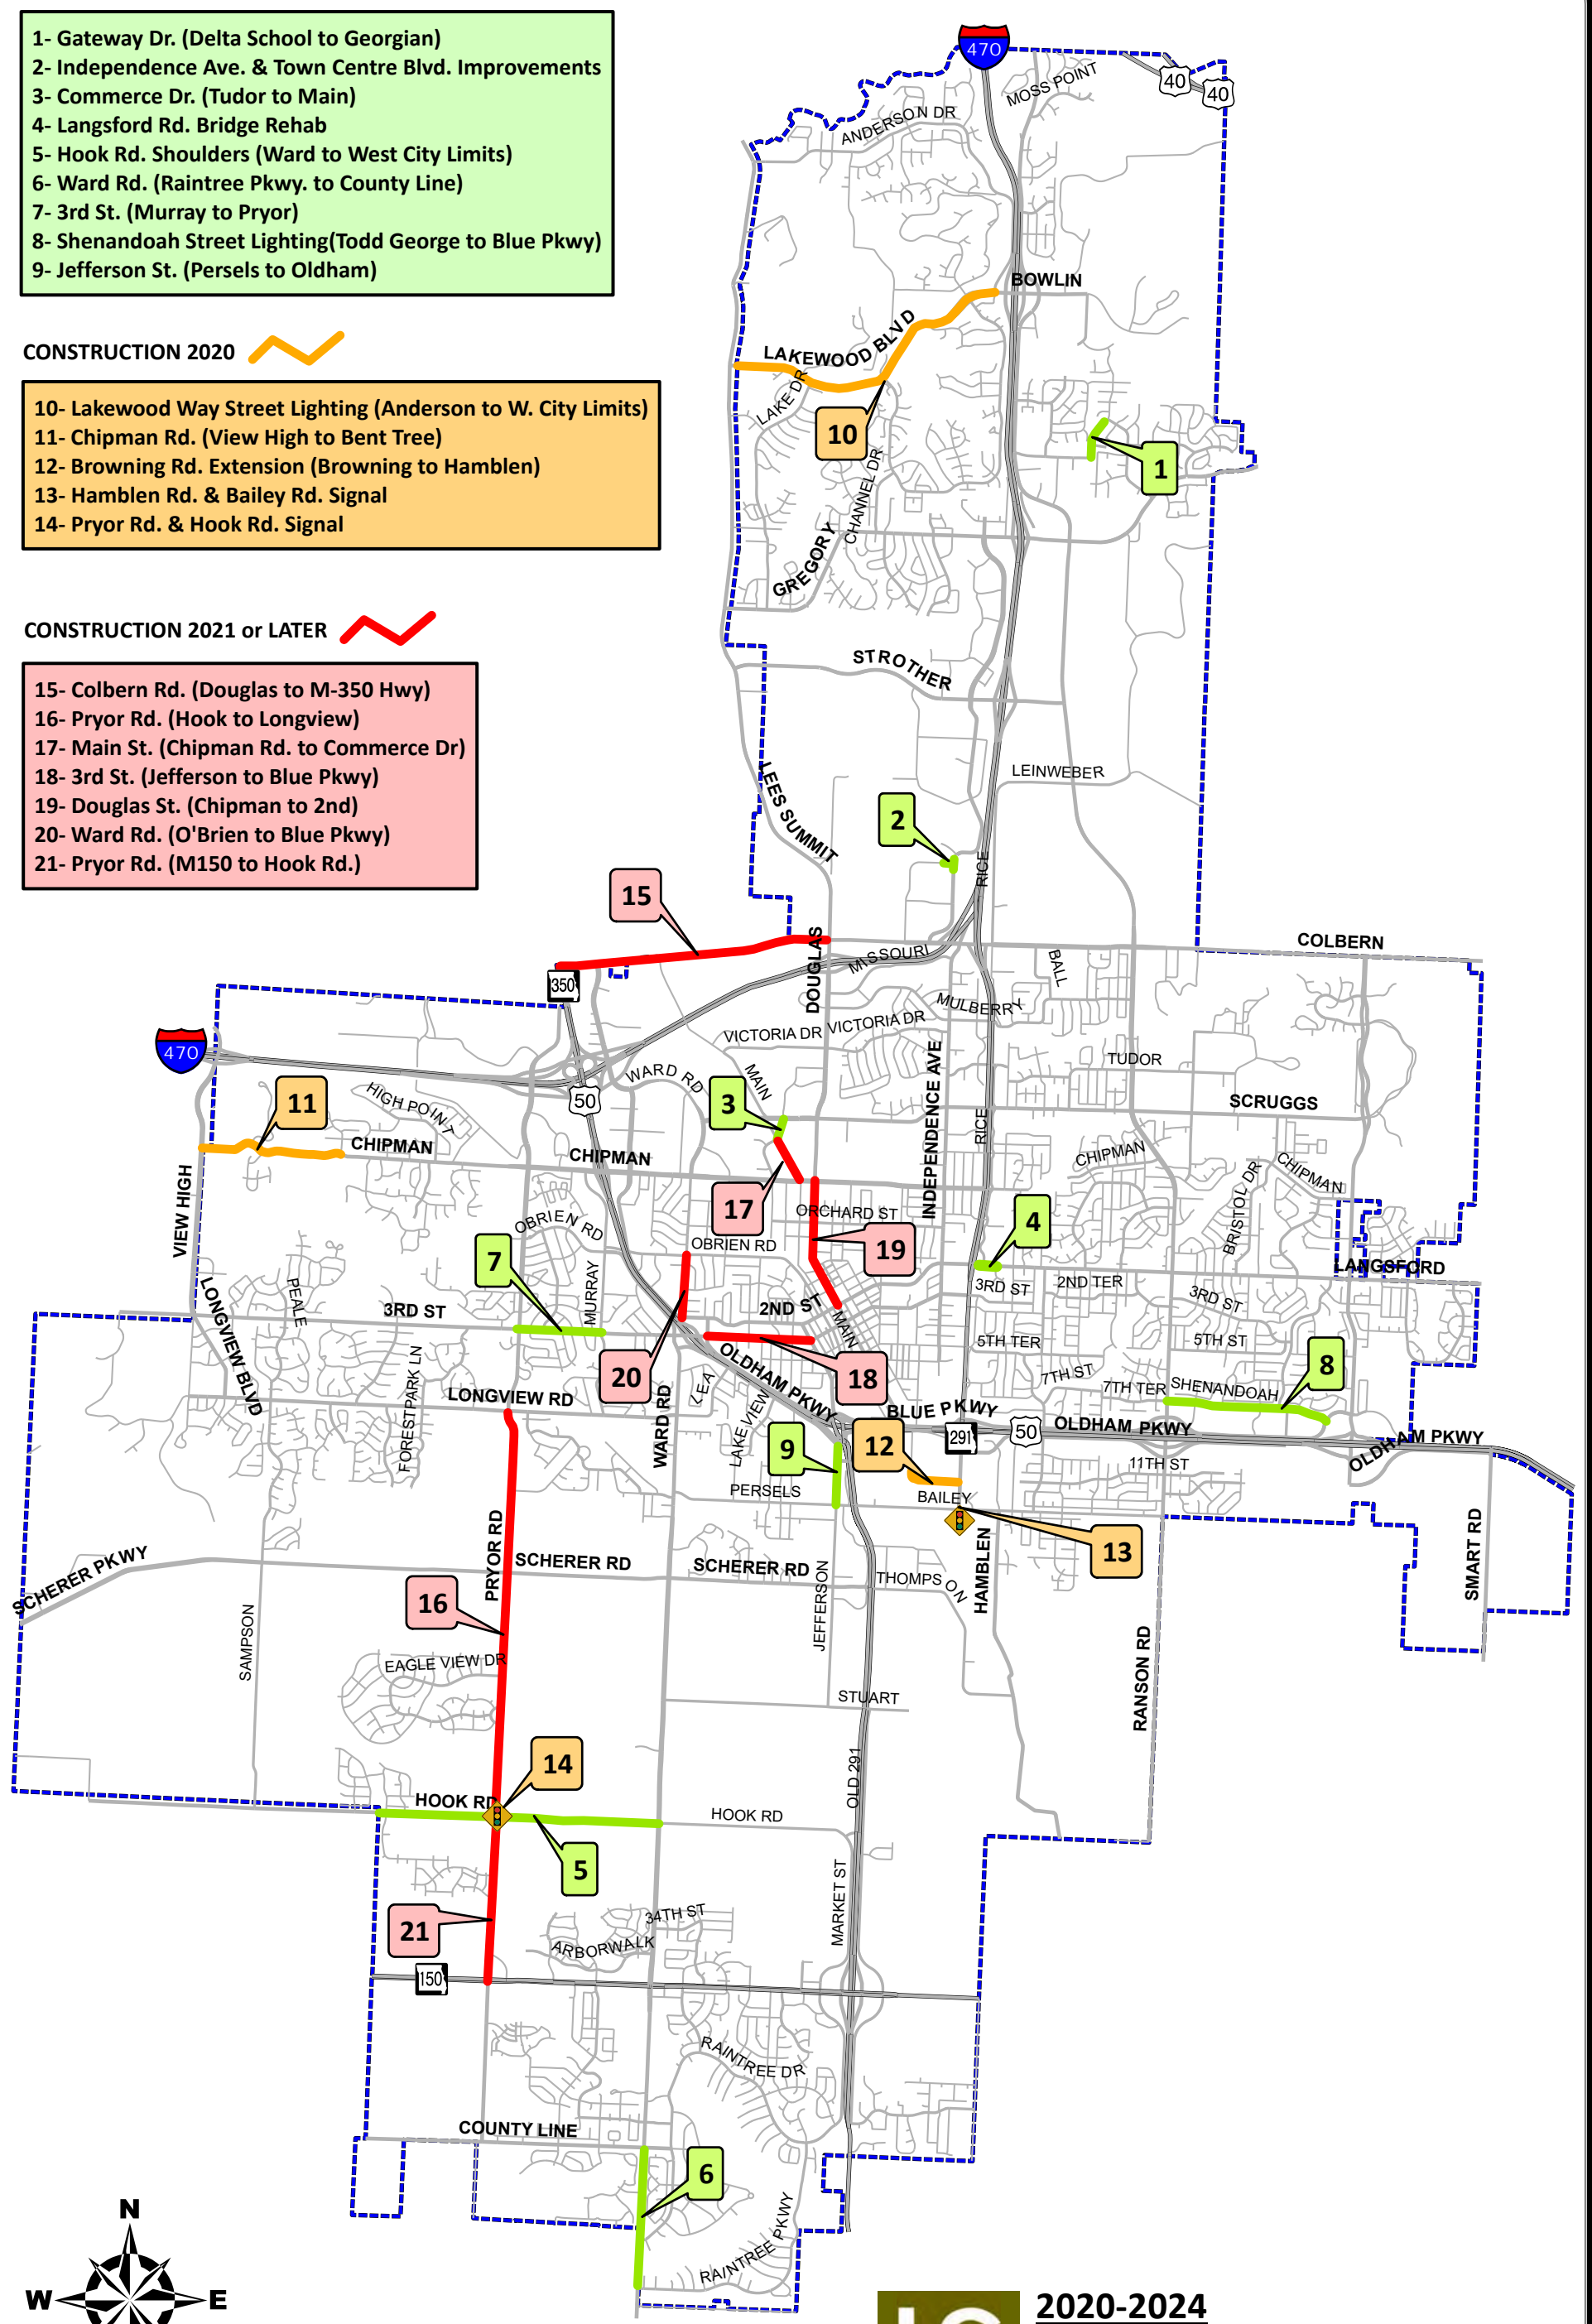 1- Gateway Dr. (Delta School to Georgian)
2- Independence Ave. & Town Centre Blvd. Improvements
3- Commerce Dr. (Tudor to Main)
4- Langsford Rd. Bridge Rehab
5- Hook Rd. Shoulders (Ward to West City Limits)
6- Ward Rd. (Raintree Pkwy. to County Line)
7- 3rd St. (Murray to Pryor)
8- Shenandoah Street Lighting(Todd George to Blue Pkwy)
9- Jefferson St. (Persels to Oldham)
CONSTRUCTION 2020
10- Lakewood Way Street Lighting (Anderson to W. City Limits)
11- Chipman Rd. (View High to Bent Tree)
12- Browning Rd. Extension (Browning to Hamblen)
13- Hamblen Rd. & Bailey Rd. Signal
14- Pryor Rd. & Hook Rd. Signal
CONSTRUCTION 2021 or LATER
15- Colbern Rd. (Douglas to M-350 Hwy)
16- Pryor Rd. (Hook to Longview)
17- Main St. (Chipman Rd. to Commerce Dr)
18- 3rd St. (Jefferson to Blue Pkwy)
19- Douglas St. (Chipman to 2nd)
20- Ward Rd. (O'Brien to Blue Pkwy)
21- Pryor Rd. (M150 to Hook Rd.)
470
MOSS POINT
40
40
ANDERSON DR
BOWLIN
LAKEWOOD BLVD
LAKE DR
10
1
CHANNEL DR
GREGORY
STROTHER
LEINWEBER
LEES SUMMIT
2
RICE
15
COLBERN
DOUGLAS
MISSOURI
BALL
350
MULBERRY
VICTORIA DR
VICTORIA DR
470
TUDOR
WARD RD
MAIN
INDEPENDENCE AVE
50
11
HIGH POINT
3
SCRUGGS
RICE
CHIPMAN
CHIPMAN
CHIPMAN
CHIPMAN
BRISTOL DR
VIEW HIGH
17
ORCHARD ST
4
OBRIEN RD
OBRIEN RD
19
7
LANGSFORD
MURRAY
2ND TER
3RD ST
3RD ST
PEALE
LONGVIEW BLVD
3RD ST
2ND ST
MAIN
5TH TER
5TH ST
20
18
8
OLDHAM PKWY
7TH ST
7TH TER
SHENANDOAH
FORESTPARK LN
LONGVIEW RD
LEA
LAKE VIEW
WARD RD
BLUE PKWY
OLDHAM PKWY
291
50
OLDHAM PKWY
9
12
11TH ST
PERSELS
BAILEY
13
SMART RD
PRYOR RD
SCHERER PKWY
SCHERER RD
SCHERER RD
THOMPSON
HAMBLEN
JEFFERSON
16
SAMPSON
EAGLE VIEW DR
RANSON RD
STUART
14
OLD 291
HOOK RD
HOOK RD
5
MARKET ST
21
34TH ST
ARBORWALK
150
RAINTREE DR
COUNTY LINE
6
RAINTREE PKWY
N
W
E
LS
2020-2024